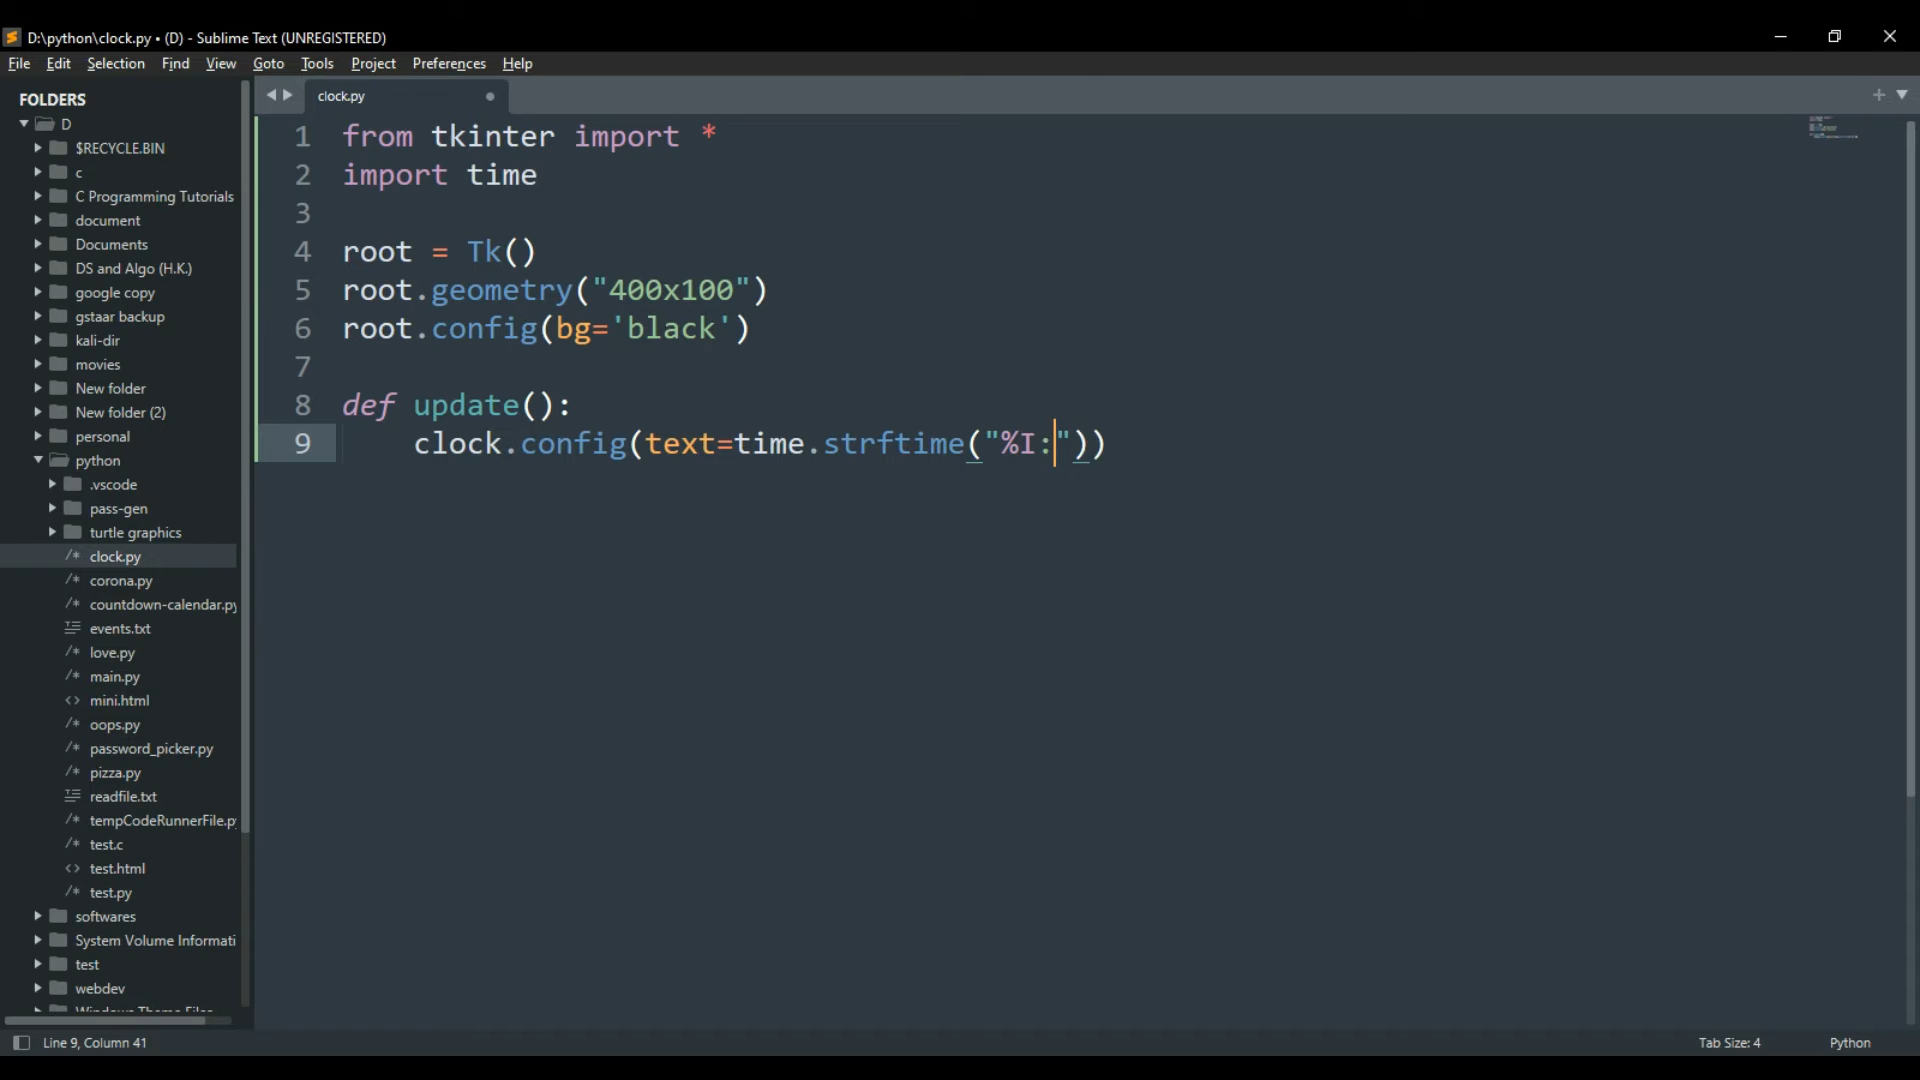 D:\python\clock.py • (D) - Sublime Text (UNREGISTERED)
File Edit Selection Find View Goto Tools Project Preferences Help
FOLDERS
D
$RECYCLE.BIN
c
C Programming Tutorials
document
Documents
DS and Algo (H.K.)
google copy
gstaar backup
kali-dir
movies
New folder
New folder (2)
personal
python
.vscode
pass-gen
turtle graphics
/* clock.py
/* corona.py
/* countdown-calendar.py
events.txt
/* love.py
/* main.py
<> mini.html
/* oops.py
/* password_picker.py
/* pizza.py
readfile.txt
/* tempCodeRunnerFile.py
/* test.c
<> test.html
/* test.py
softwares
System Volume Informati
test
webdev
Windows Theme Files
clock.py
1 from tkinter import *
2 import time
3
4 root = Tk()
5 root.geometry("400x100")
6 root.config(bg='black')
7
8 def update():
9 clock.config(text=time.strftime("%I:"))
Line 9, Column 41
Tab Size: 4
Python